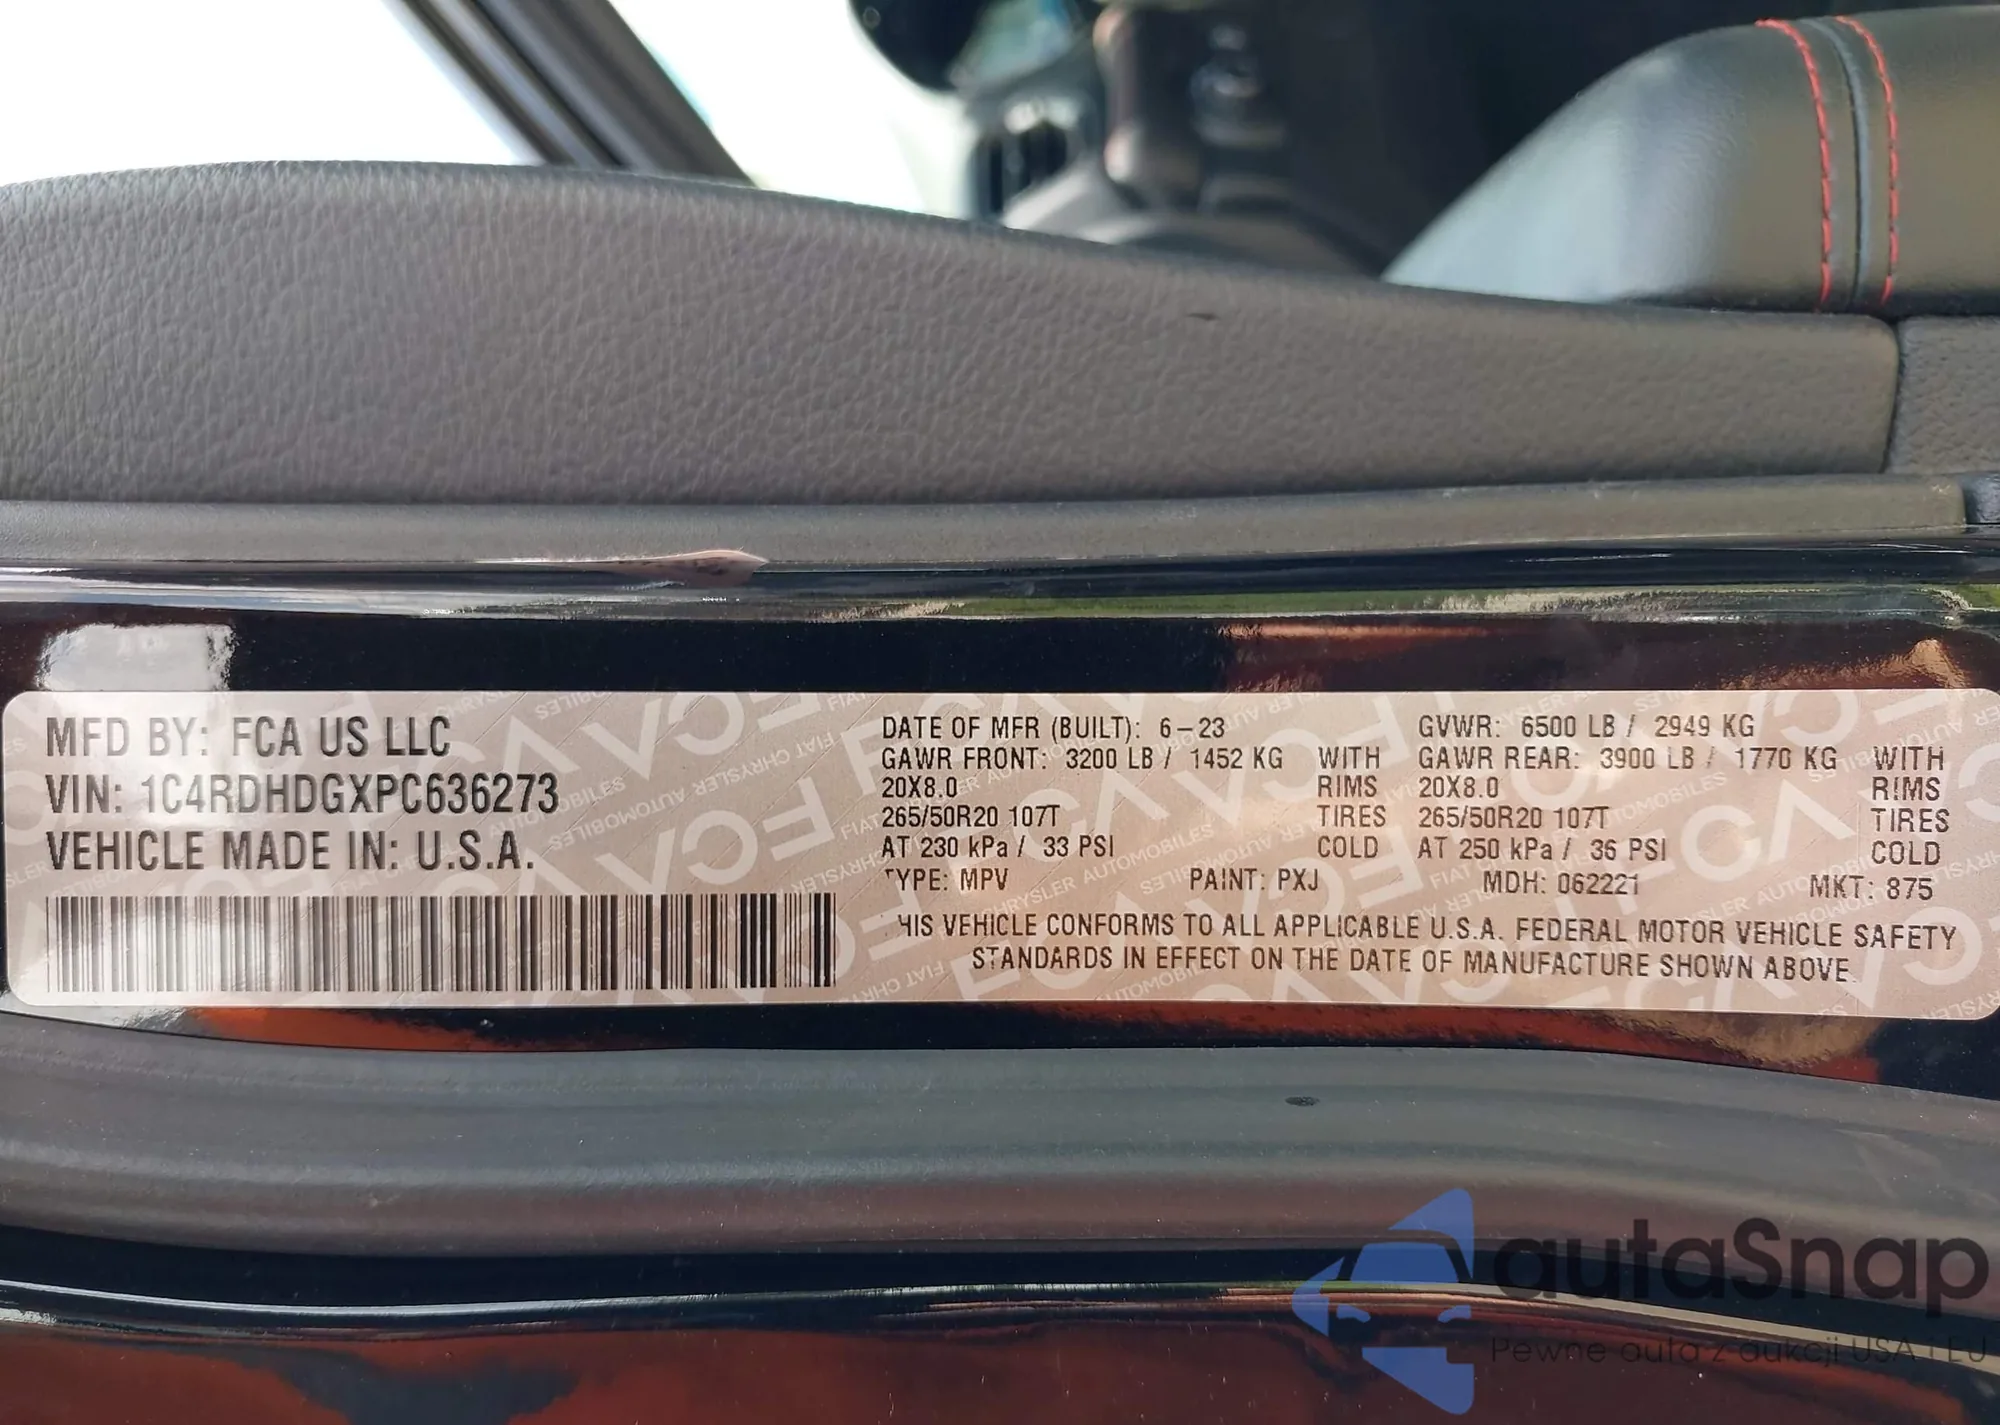 MFD BY: FCA US LLC
VIN: 1C4RDHDGXPC636273
VEHICLE MADE IN: U.S.A.
DATE OF MFR (BUILT): 6-23 GVWR: 6500 LB / 2949 KG
GAWR FRONT: 3200 LB / 1452 KG WITH GAWR REAR: 3900 LB / 1770 KG WITH
20X8.0 RIMS 20X8.0 RIMS
265/50R20 107T TIRES 265/50R20 107T TIRES
AT 230 kPa / 33 PSI COLD AT 250 kPa / 36 PSI COLD
TYPE: MPV PAINT: PXJ MDH: 062221 MKT: 875
HIS VEHICLE CONFORMS TO ALL APPLICABLE U.S.A. FEDERAL MOTOR VEHICLE SAFETY
STANDARDS IN EFFECT ON THE DATE OF MANUFACTURE SHOWN ABOVE.
autaSnap
Pewne auta z aukcji USA i EU